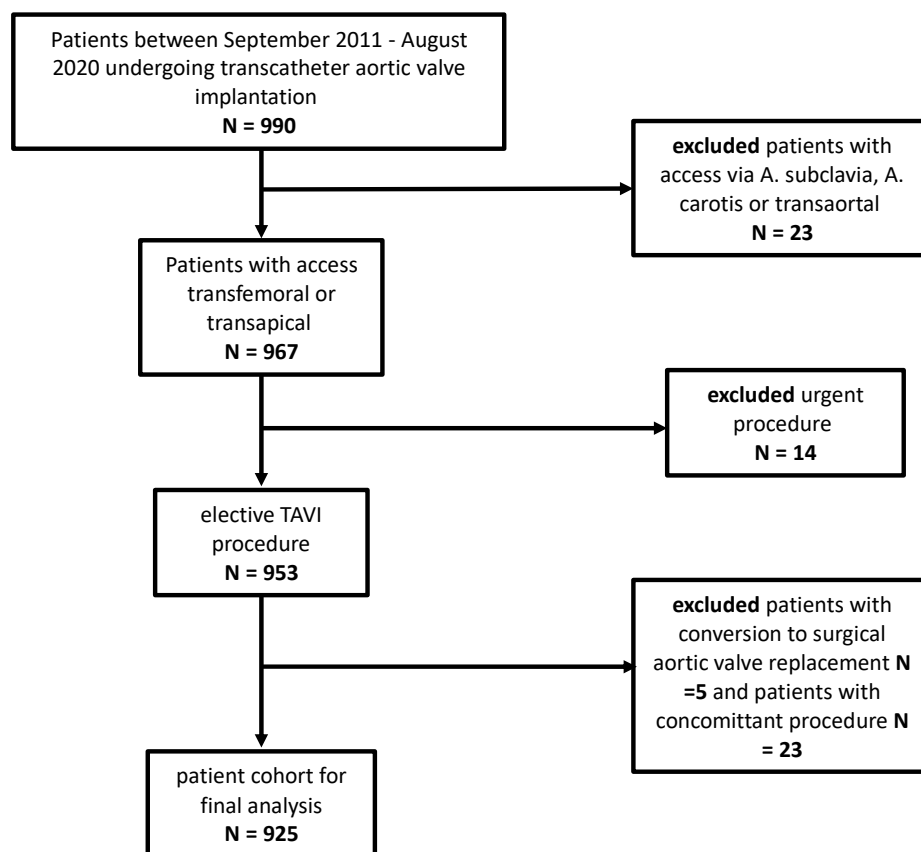 Patients between September 2011 - August
2020 undergoing transcatheter aortic valve
implantation
N = 990
excluded patients with
access via A. subclavia, A.
carotis or transaortal
N = 23
Patients with access
transfemoral or
transapical
N = 967
excluded urgent
procedure
N = 14
elective TAVI
procedure
N = 953
excluded patients with
conversion to surgical
aortic valve replacement N
=5 and patients with
concomittant procedure N
= 23
patient cohort for
final analysis
N = 925